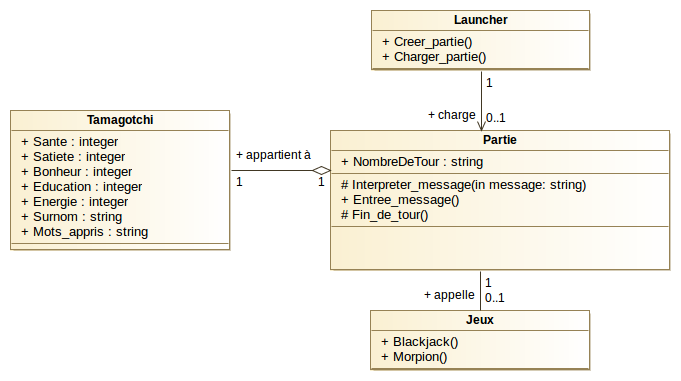 Launcher
+ Creer_partie()
+ Charger_partie()
1
+ charge
0..1
Tamagotchi
+ Sante : integer
+ Satiete : integer
+ Bonheur : integer
+ Education : integer
+ Energie : integer
+ Surnom : string
+ Mots_appris : string
+ appartient à
1
1
Partie
+ NombreDeTour : string
# Interpreter_message(in message: string)
+ Entree_message()
# Fin_de_tour()
1
+ appelle
0..1
Jeux
+ Blackjack()
+ Morpion()